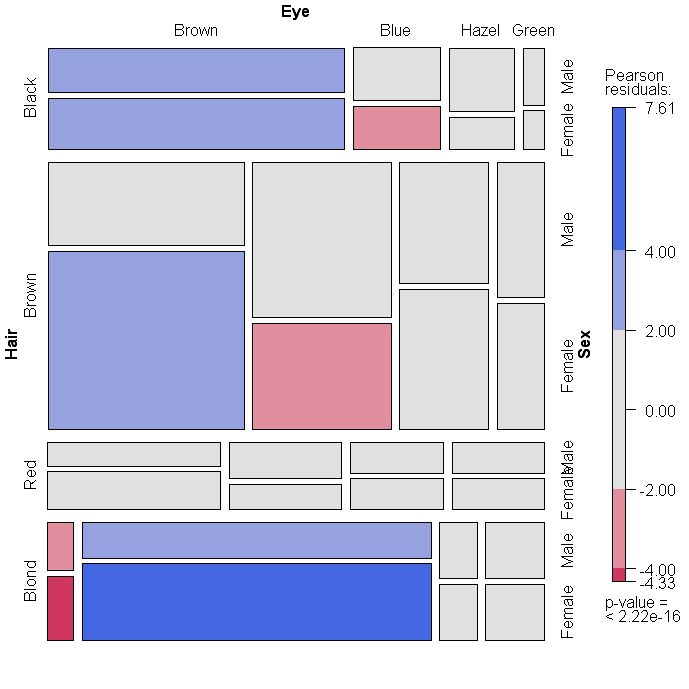 Eye
Brown Blue Hazel Green
Hair
Black
Brown
Red
Blond
Male
Female
Male
Female
Male
Female
Male
Female
Sex
Pearson
residuals:
7.61
4.00
2.00
0.00
-2.00
-4.00
-4.33
p-value =
< 2.22e-16